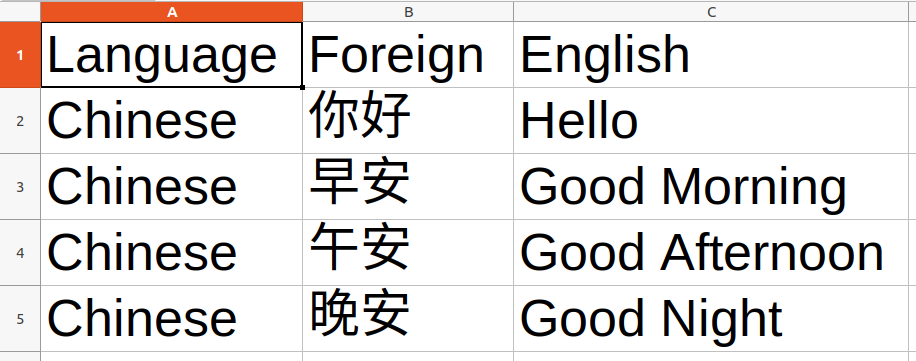 A B C
1 Language Foreign English
2 Chinese 你好 Hello
3 Chinese 早安 Good Morning
4 Chinese 午安 Good Afternoon
5 Chinese 晚安 Good Night